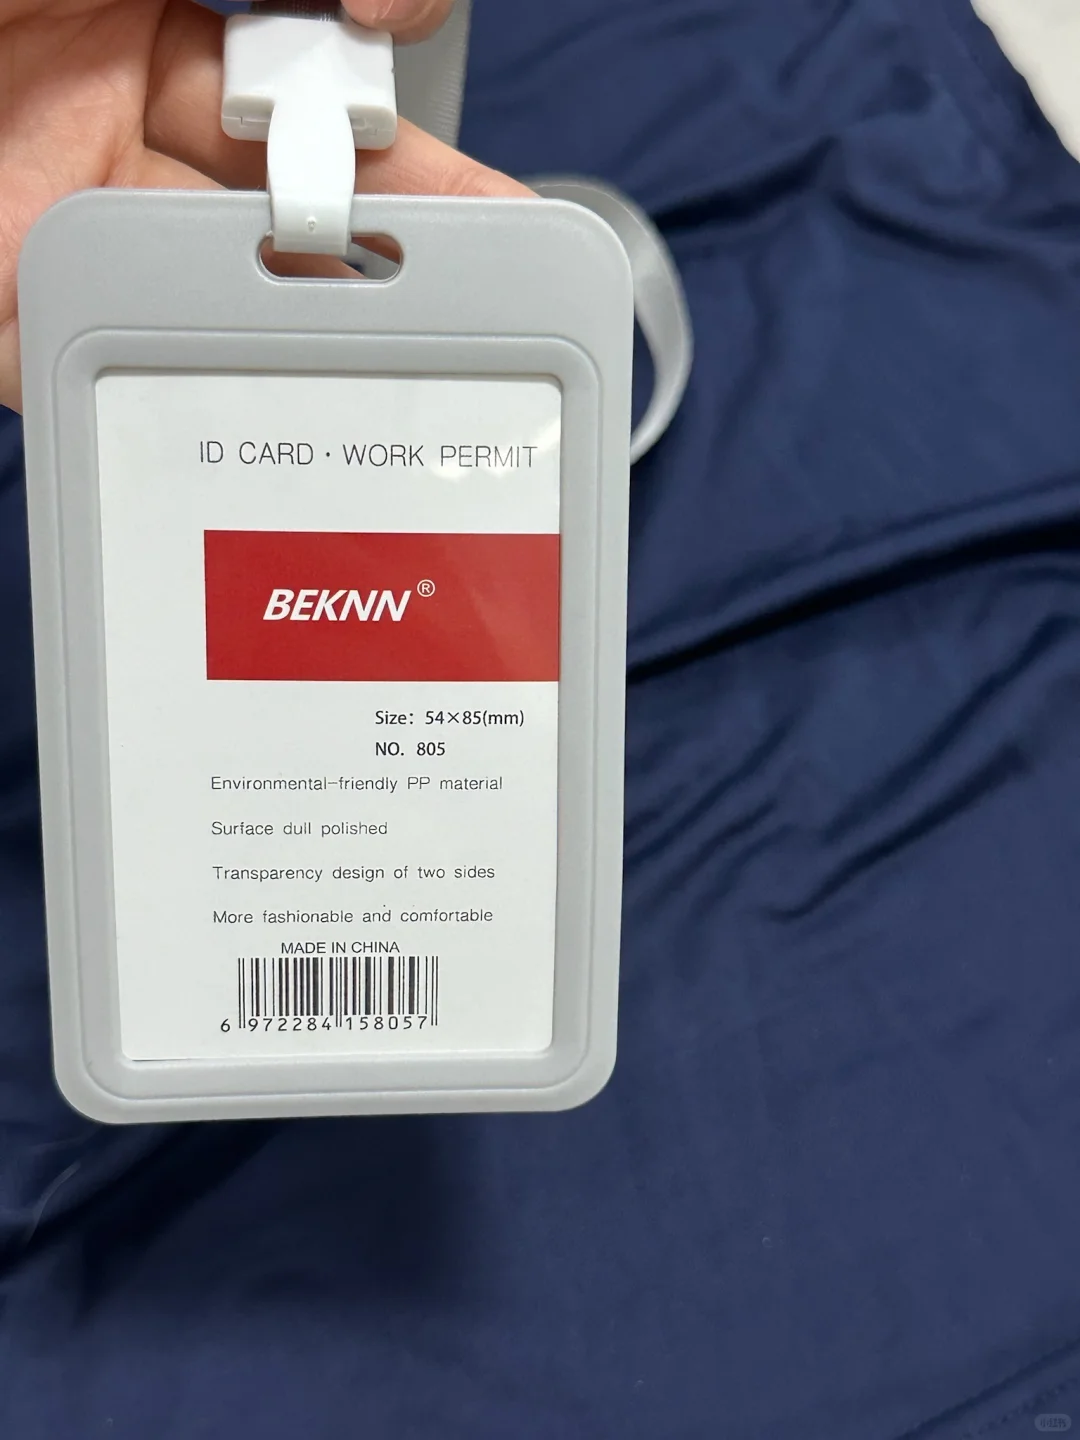 ID CARD · WORK PERMIT
BEKNN®
Size: 54×85(mm)
NO. 805
Environmental-friendly PP material
Surface dull polished
Transparency design of two sides
More fashionable and comfortable
MADE IN CHINA
6 972284 158057